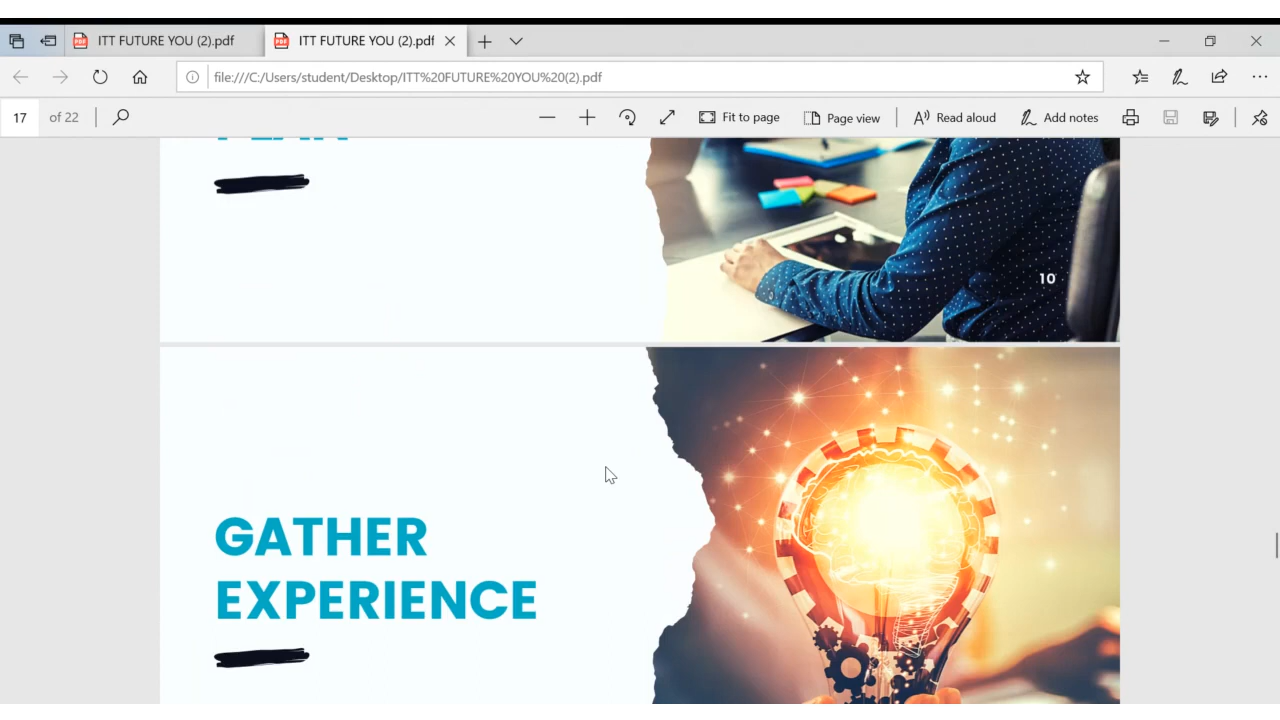 ITT FUTURE YOU (2).pdf
ITT FUTURE YOU (2).pdf
file:///C:/Users/student/Desktop/ITT%20FUTURE%20YOU%20(2).pdf
17 of 22
Fit to page
Page view
Read aloud
Add notes
10
GATHER
EXPERIENCE